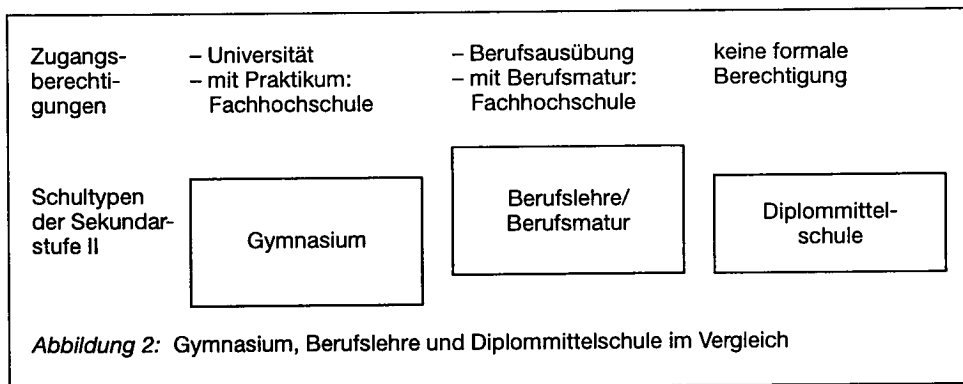 Zugangs-
berechti-
gungen
– Universität
– mit Praktikum:
Fachhochschule
– Berufsausübung
– mit Berufsmatur:
Fachhochschule
keine formale
Berechtigung
Schultypen
der Sekundar-
stufe II
Gymnasium
Berufslehre/
Berufsmatur
Diplommittel-
schule
Abbildung 2: Gymnasium, Berufslehre und Diplommittelschule im Vergleich